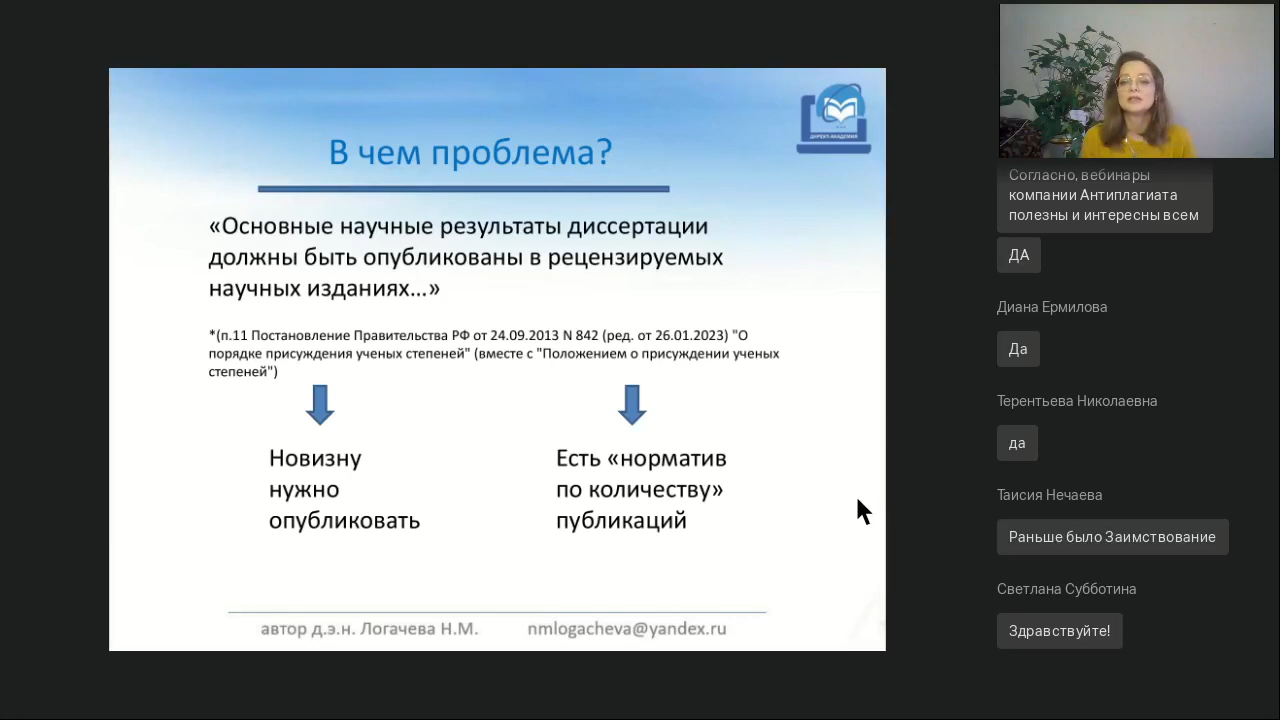 ДИРЕКТ-АКАДЕМИЯ
В чем проблема?
«Основные научные результаты диссертации
должны быть опубликованы в рецензируемых
научных изданиях...»
*(п.11 Постановление Правительства РФ от 24.09.2013 N 842 (ред. от 26.01.2023) "О
порядке присуждения ученых степеней" (вместе с "Положением о присуждении ученых
степеней")
Новизну
нужно
опубликовать
Есть «норматив
по количеству»
публикаций
автор д.э.н. Логачева Н.М.
nmlogacheva@yandex.ru
Согласно, вебинары
компании Антиплагиата
полезны и интересны всем
ДА
Диана Ермилова
Да
Терентьева Николаевна
да
Таисия Нечаева
Раньше было Заимствование
Светлана Субботина
Здравствуйте!